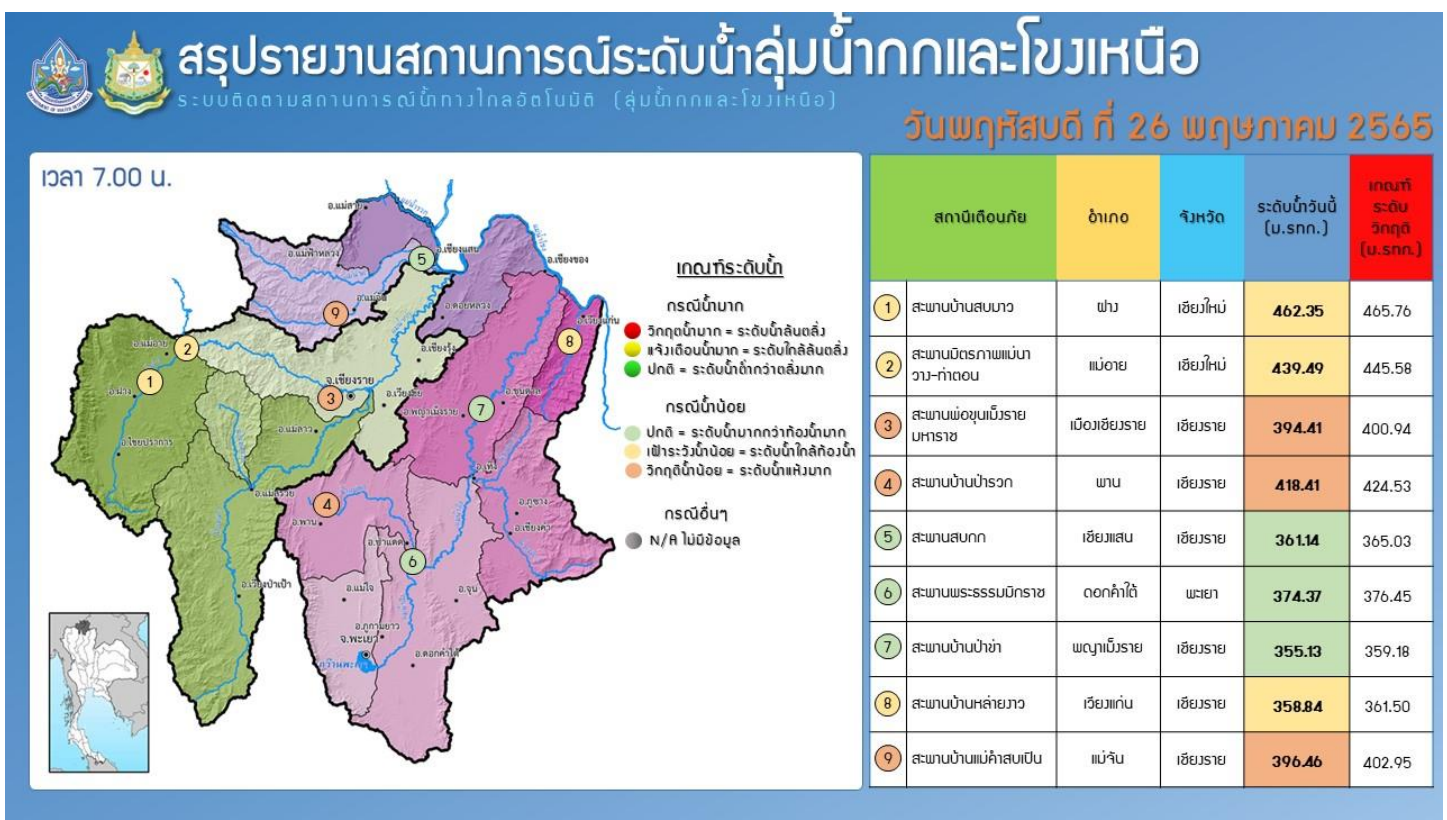 สรุปรายงานสถานการณ์ระดับน้ำลุ่มน้ำกกและโขงเหนือ
ระบบติดตามสถานการณ์น้ำทางไกลอัตโนมัติ (ลุ่มน้ำกกและโขงเหนือ)
วันพฤหัสบดี ที่ 26 พฤษภาคม 2565
เวลา 7.00 น.
อ.แม่สาย
อ.แม่ฟ้าหลวง
5
อ.เชียงแสน
อ.เชียงของ
อ.แม่จัน
9
อ.ดอยหลวง
อ.เวียงแก่น
8
อ.แม่อาย
2
อ.เชียงรุ้ง
1
อ.ฝาง
จ.เชียงราย
3
อ.เวียงชัย
อ.ขุนตาล
อ.พญาเม็งราย
7
อ.แม่ลาว
อ.ไชยปราการ
อ.เทิง
อ.แม่สรวย
4
อ.พาน
อ.ภูซาง
อ.เชียงคำ
อ.ป่าแดด
6
อ.เวียงป่าเป้า
อ.แม่ใจ
อ.จุน
อ.ภูกามยาว
จ.พะเยา
กว๊านพะเยา
อ.ดอกคำใต้
เกณฑ์ระดับน้ำ
กรณีน้ำมาก
วิกฤตน้ำมาก = ระดับน้ำล้นตลิ่ง
แจ้งเตือนน้ำมาก = ระดับใกล้ล้นตลิ่ง
ปกติ = ระดับน้ำต่ำกว่าตลิ่งมาก
กรณีน้ำน้อย
ปกติ = ระดับน้ำมากกว่าท้องน้ำมาก
เฝ้าระวังน้ำน้อย = ระดับน้ำใกล้ท้องน้ำ
วิกฤติน้ำน้อย = ระดับน้ำแห้งมาก
กรณีอื่นๆ
N/A ไม่มีข้อมูล
สถานีเตือนภัย อำเภอ จังหวัด ระดับน้ำวันนี้ (ม.รทก.) เกณฑ์ระดับวิกฤติ (ม.รทก.)
1 สะพานบ้านสบมาว ฝาง เชียงใหม่ 462.35 465.76
2 สะพานมิตรภาพแม่นาวาง-ท่าตอน แม่อาย เชียงใหม่ 439.49 445.58
3 สะพานพ่อขุนเม็งรายมหาราช เมืองเชียงราย เชียงราย 394.41 400.94
4 สะพานบ้านป่ารวก พาน เชียงราย 418.41 424.53
5 สะพานสบกก เชียงแสน เชียงราย 361.14 365.03
6 สะพานพระธรรมมิกราช ดอกคำใต้ พะเยา 374.37 376.45
7 สะพานบ้านป่าข่า พญาเม็งราย เชียงราย 355.13 359.18
8 สะพานบ้านหล่ายงาว เวียงแก่น เชียงราย 358.84 361.50
9 สะพานบ้านแม่คำสบเปิน แม่จัน เชียงราย 396.46 402.95